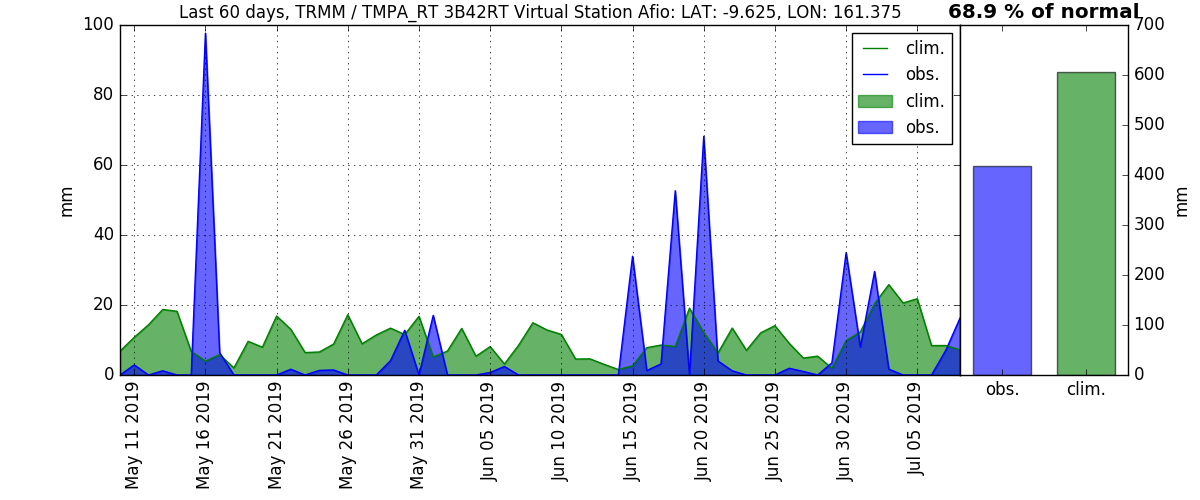 Last 60 days, TRMM / TMPA_RT 3B42RT Virtual Station Afio: LAT: -9.625, LON: 161.375
68.9 % of normal
mm
100
80
60
40
20
0
clim.
obs.
clim.
obs.
May 11 2019
May 16 2019
May 21 2019
May 26 2019
May 31 2019
Jun 05 2019
Jun 10 2019
Jun 15 2019
Jun 20 2019
Jun 25 2019
Jun 30 2019
Jul 05 2019
obs.
clim.
700
600
500
400
300
200
100
0
mm